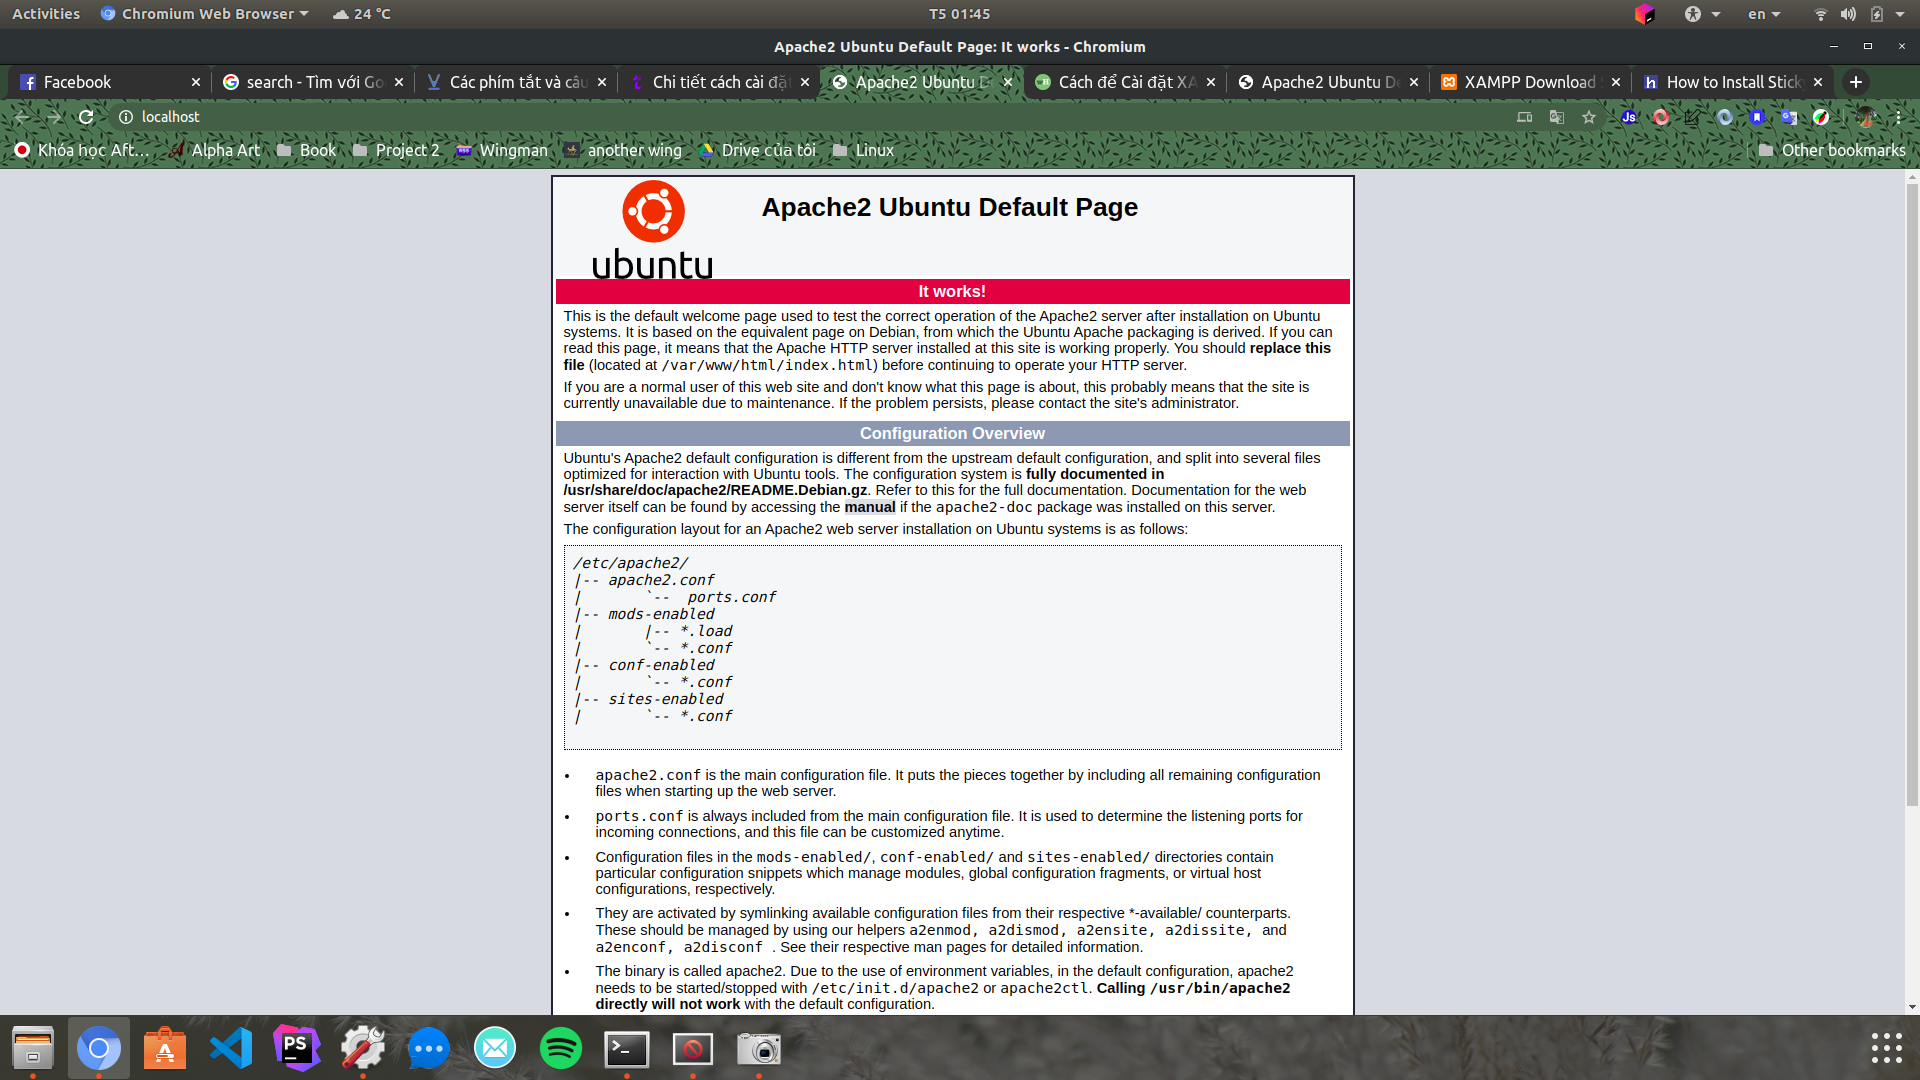 Activities
Chromium Web Browser
24 °C
T5 01:45
en
Apache2 Ubuntu Default Page: It works - Chromium
Facebook
search - Tìm với Go
Các phím tắt và câu
Chi tiết cách cài đặt
Apache2 Ubuntu De
Cách để Cài đặt XA
Apache2 Ubuntu De
XAMPP Download
How to Install Stick
localhost
Js
Khóa học Aft...
Alpha Art
Book
Project 2
Wingman
another wing
Drive của tôi
Linux
Other bookmarks
ubuntu
Apache2 Ubuntu Default Page
It works!
This is the default welcome page used to test the correct operation of the Apache2 server after installation on Ubuntu
systems. It is based on the equivalent page on Debian, from which the Ubuntu Apache packaging is derived. If you can
read this page, it means that the Apache HTTP server installed at this site is working properly. You should replace this
file (located at /var/www/html/index.html) before continuing to operate your HTTP server.
If you are a normal user of this web site and don't know what this page is about, this probably means that the site is
currently unavailable due to maintenance. If the problem persists, please contact the site's administrator.
Configuration Overview
Ubuntu's Apache2 default configuration is different from the upstream default configuration, and split into several files
optimized for interaction with Ubuntu tools. The configuration system is fully documented in
/usr/share/doc/apache2/README.Debian.gz. Refer to this for the full documentation. Documentation for the web
server itself can be found by accessing the manual if the apache2-doc package was installed on this server.
The configuration layout for an Apache2 web server installation on Ubuntu systems is as follows:
/etc/apache2/
|-- apache2.conf
|       `--  ports.conf
|-- mods-enabled
|       |-- *.load
|       `-- *.conf
|-- conf-enabled
|       `-- *.conf
|-- sites-enabled
|       `-- *.conf
• apache2.conf is the main configuration file. It puts the pieces together by including all remaining configuration
files when starting up the web server.
• ports.conf is always included from the main configuration file. It is used to determine the listening ports for
incoming connections, and this file can be customized anytime.
• Configuration files in the mods-enabled/, conf-enabled/ and sites-enabled/ directories contain
particular configuration snippets which manage modules, global configuration fragments, or virtual host
configurations, respectively.
• They are activated by symlinking available configuration files from their respective *-available/ counterparts.
These should be managed by using our helpers a2enmod, a2dismod, a2ensite, a2dissite, and
a2enconf, a2disconf . See their respective man pages for detailed information.
• The binary is called apache2. Due to the use of environment variables, in the default configuration, apache2
needs to be started/stopped with /etc/init.d/apache2 or apache2ctl. Calling /usr/bin/apache2
directly will not work with the default configuration.
PS